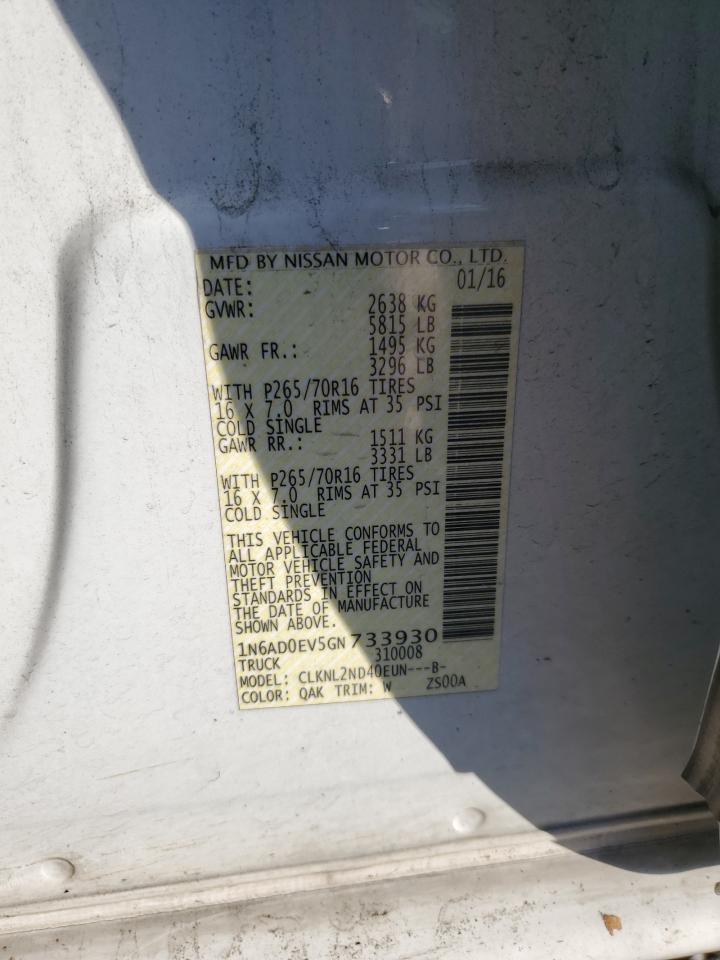 MFD BY NISSAN MOTOR CO., LTD.
DATE: 01/16
GVWR: 2638 KG
5815 LB
GAWR FR.: 1495 KG
3296 LB
WITH P265/70R16 TIRES
16 X 7.0 RIMS AT 35 PSI
COLD SINGLE
GAWR RR.: 1511 KG
3331 LB
WITH P265/70R16 TIRES
16 X 7.0 RIMS AT 35 PSI
COLD SINGLE
THIS VEHICLE CONFORMS TO
ALL APPLICABLE FEDERAL
MOTOR VEHICLE SAFETY AND
THEFT PREVENTION
STANDARDS IN EFFECT ON
THE DATE OF MANUFACTURE
SHOWN ABOVE.
1N6AD0EV5GN733930
TRUCK 310008
MODEL: CLKNL2ND40EUN---B-
COLOR: QAK TRIM: W ZS00A